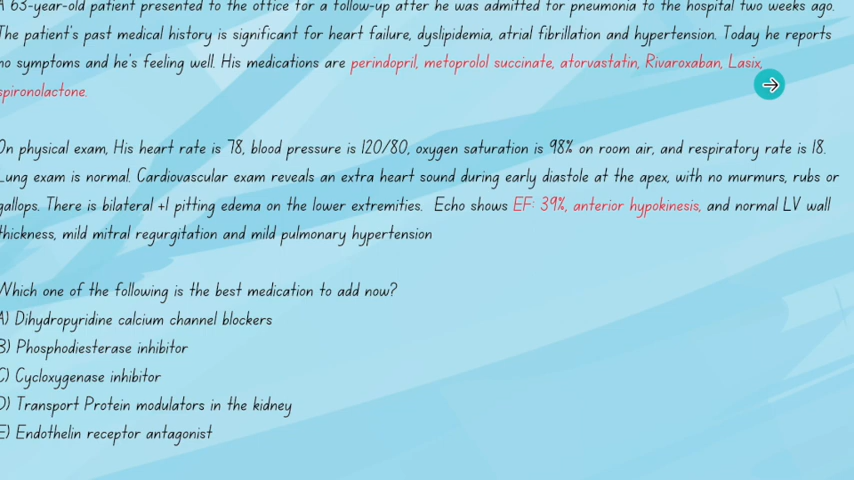 A 63-year-old patient presented to the office for a follow-up after he was admitted for pneumonia to the hospital two weeks ago.
The patient's past medical history is significant for heart failure, dyslipidemia, atrial fibrillation and hypertension. Today he reports
no symptoms and he's feeling well. His medications are perindopril, metoprolol succinate, atorvastatin, Rivaroxaban, Lasix,
spironolactone.
On physical exam, His heart rate is 78, blood pressure is 120/80, oxygen saturation is 98% on room air, and respiratory rate is 18.
Lung exam is normal. Cardiovascular exam reveals an extra heart sound during early diastole at the apex, with no murmurs, rubs or
gallops. There is bilateral +1 pitting edema on the lower extremities. Echo shows EF: 39%, anterior hypokinesis, and normal LV wall
thickness, mild mitral regurgitation and mild pulmonary hypertension
Which one of the following is the best medication to add now?
A) Dihydropyridine calcium channel blockers
B) Phosphodiesterase inhibitor
C) Cycloxygenase inhibitor
D) Transport Protein modulators in the kidney
E) Endothelin receptor antagonist